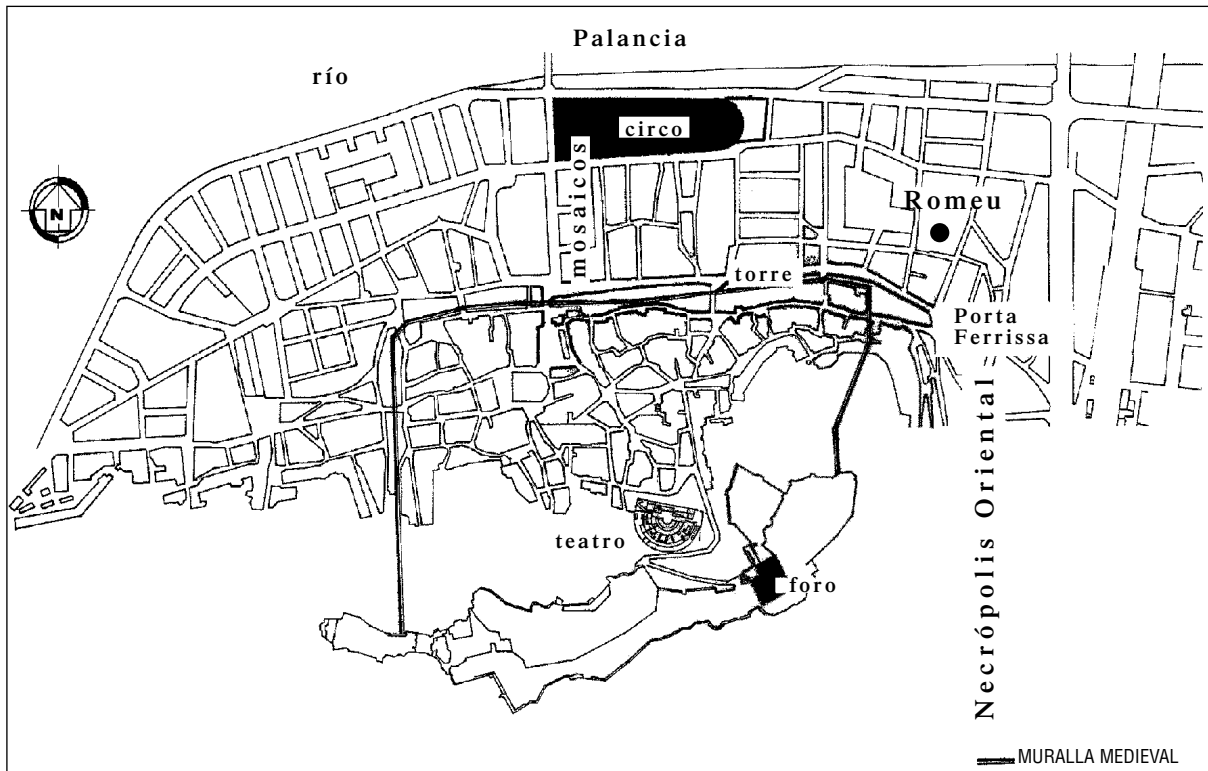 Palancia
río
circo
mosaicos
Romeu
N
torre
Porta
Ferrissa
teatro
foro
Necrópolis Oriental
MURALLA MEDIEVAL